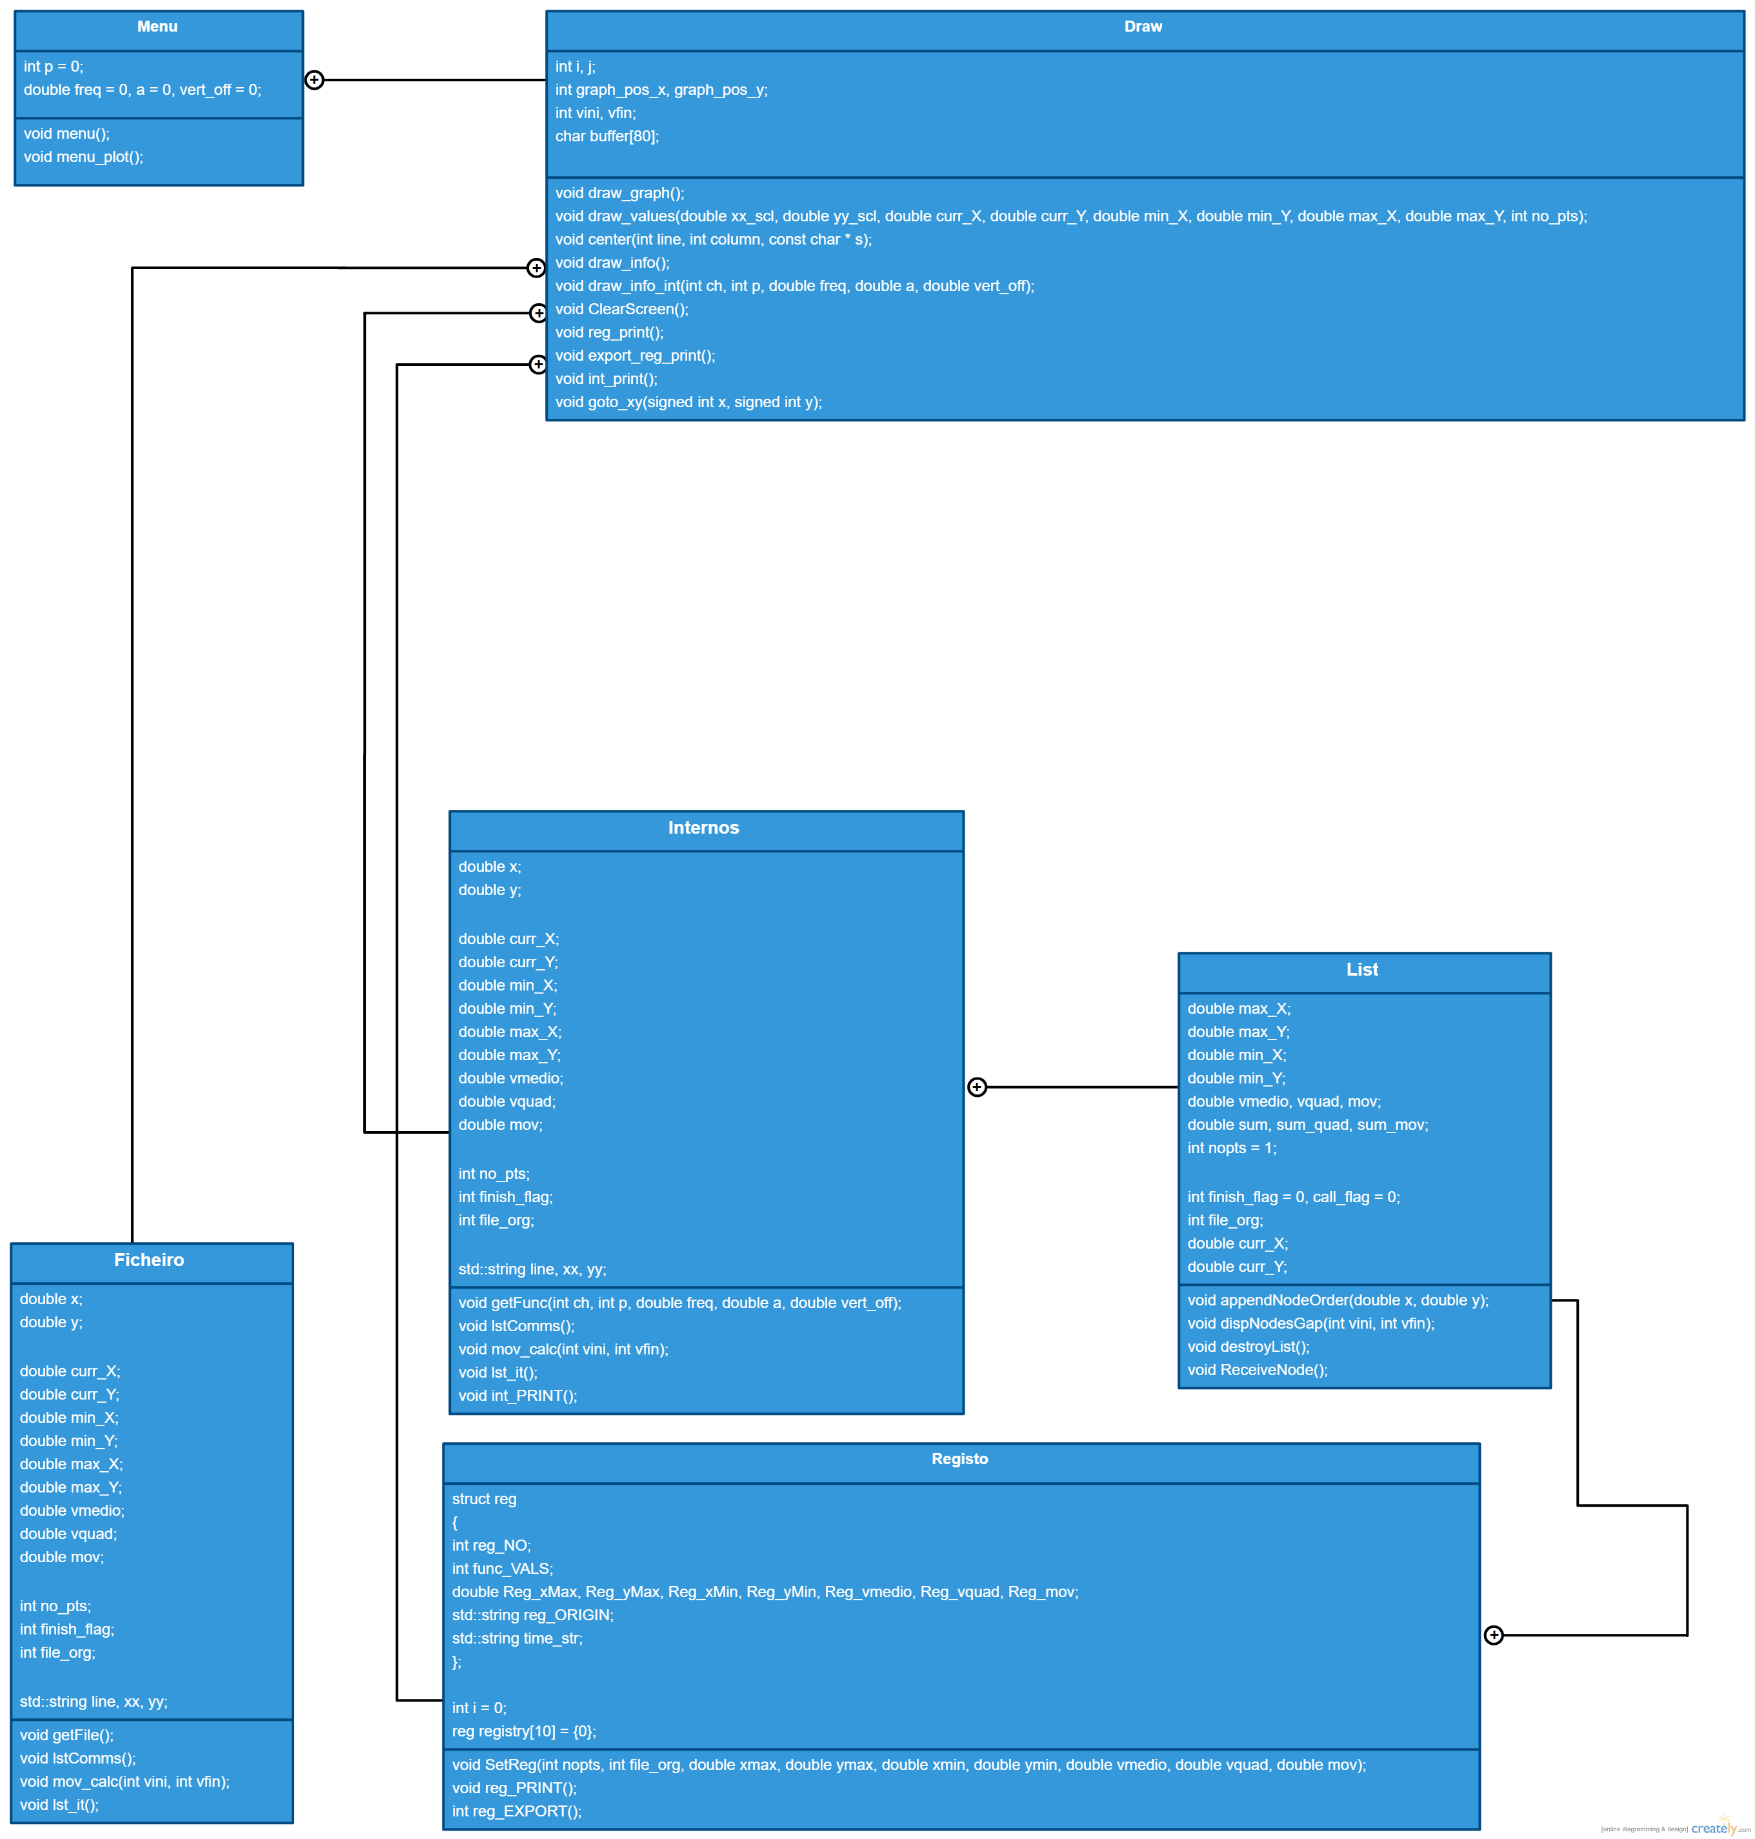 Menu
int p = 0;
double freq = 0, a = 0, vert_off = 0;
void menu();
void menu_plot();
Draw
int i, j;
int graph_pos_x, graph_pos_y;
int vini, vfin;
char buffer[80];
void draw_graph();
void draw_values(double xx_scl, double yy_scl, double curr_X, double curr_Y, double min_X, double min_Y, double max_X, double max_Y, int no_pts);
void center(int line, int column, const char * s);
void draw_info();
void draw_info_int(int ch, int p, double freq, double a, double vert_off);
void ClearScreen();
void reg_print();
void export_reg_print();
void int_print();
void goto_xy(signed int x, signed int y);
Internos
double x;
double y;
double curr_X;
double curr_Y;
double min_X;
double min_Y;
double max_X;
double max_Y;
double vmedio;
double vquad;
double mov;
int no_pts;
int finish_flag;
int file_org;
std::string line, xx, yy;
void getFunc(int ch, int p, double freq, double a, double vert_off);
void lstComms();
void mov_calc(int vini, int vfin);
void lst_it();
void int_PRINT();
List
double max_X;
double max_Y;
double min_X;
double min_Y;
double vmedio, vquad, mov;
double sum, sum_quad, sum_mov;
int nopts = 1;
int finish_flag = 0, call_flag = 0;
int file_org;
double curr_X;
double curr_Y;
void appendNodeOrder(double x, double y);
void dispNodesGap(int vini, int vfin);
void destroyList();
void ReceiveNode();
Ficheiro
double x;
double y;
double curr_X;
double curr_Y;
double min_X;
double min_Y;
double max_X;
double max_Y;
double vmedio;
double vquad;
double mov;
int no_pts;
int finish_flag;
int file_org;
std::string line, xx, yy;
void getFile();
void lstComms();
void mov_calc(int vini, int vfin);
void lst_it();
Registo
struct reg
{
int reg_NO;
int func_VALS;
double Reg_xMax, Reg_yMax, Reg_xMin, Reg_yMin, Reg_vmedio, Reg_vquad, Reg_mov;
std::string reg_ORIGIN;
std::string time_str;
};
int i = 0;
reg registry[10] = {0};
void SetReg(int nopts, int file_org, double xmax, double ymax, double xmin, double ymin, double vmedio, double vquad, double mov);
void reg_PRINT();
int reg_EXPORT();
[online diagramming & design] creately.com